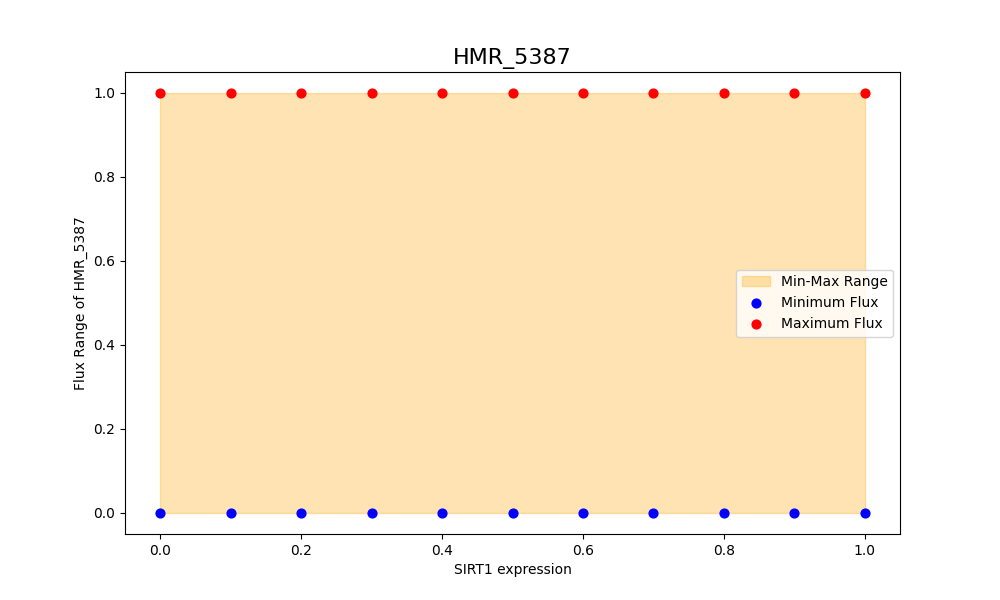 HMR_5387
1.0
0.8
0.6
0.4
0.2
0.0
Flux Range of HMR_5387
Min-Max Range
Minimum Flux
Maximum Flux
0.0 0.2 0.4 0.6 0.8 1.0
SIRT1 expression